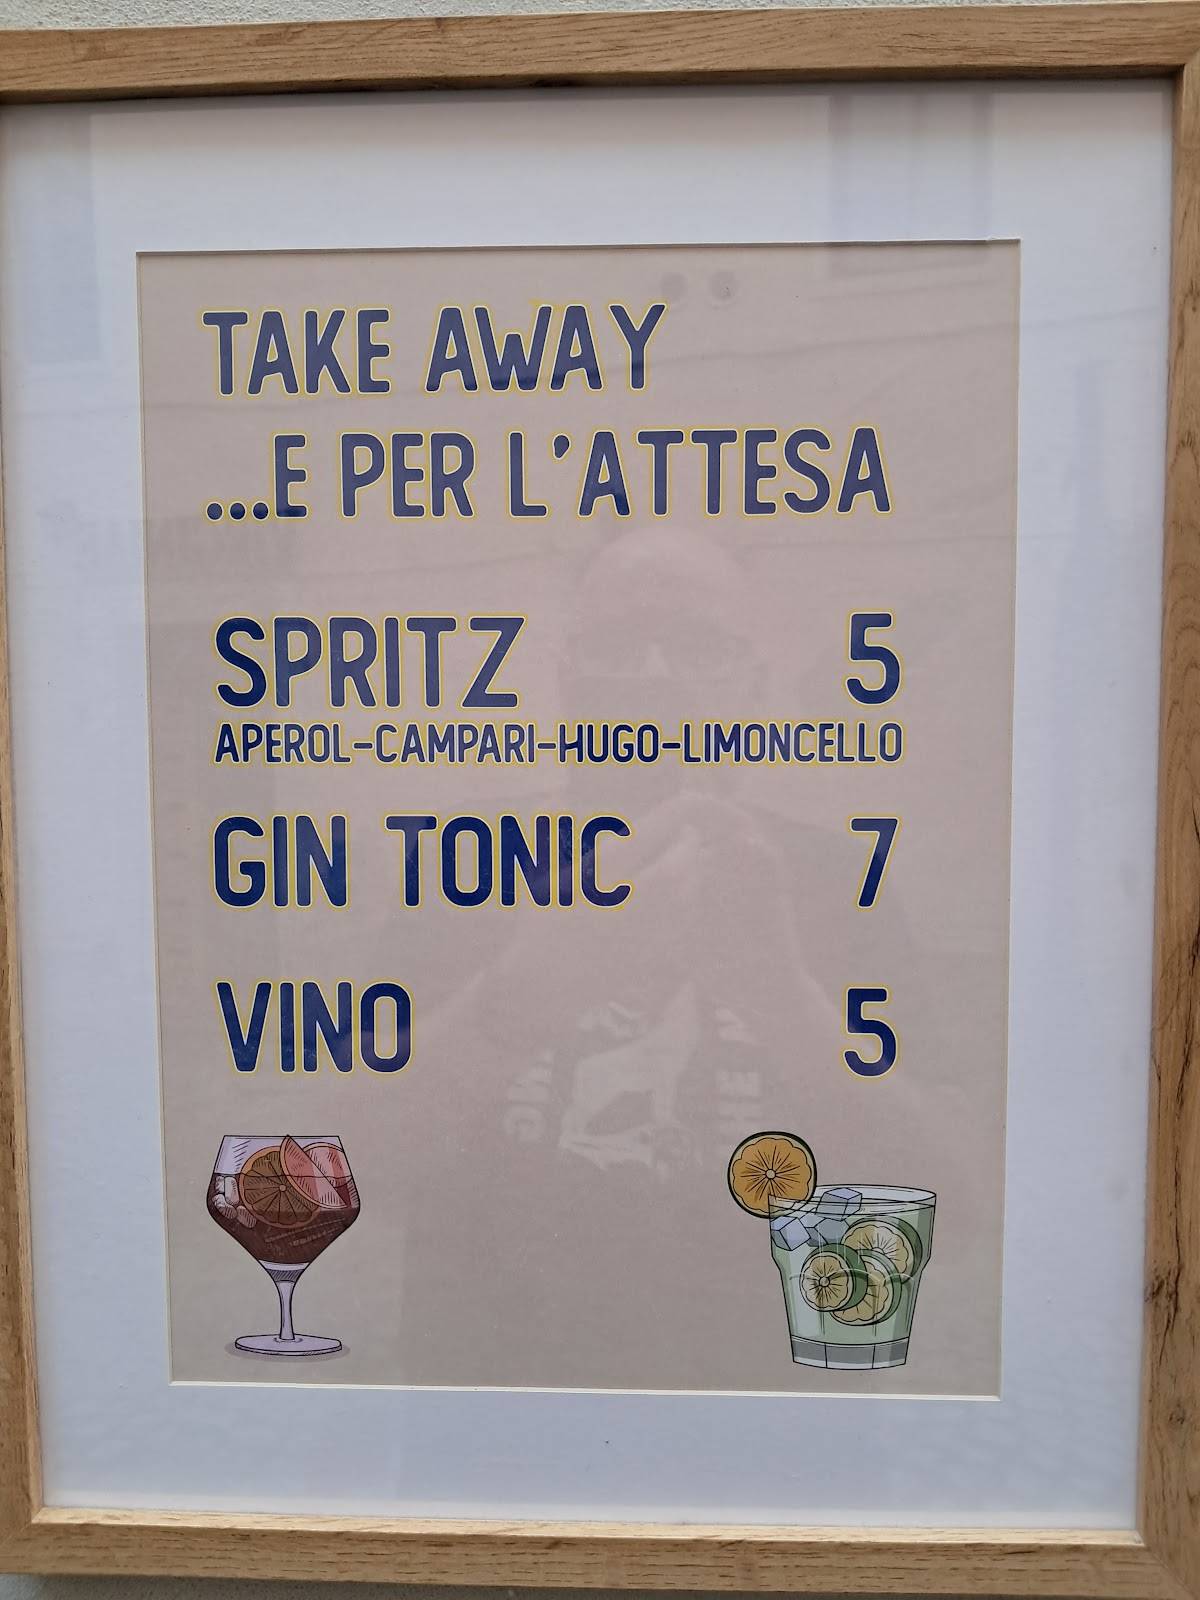 TAKE AWAY
...E PER L'ATTESA
SPRITZ 5
APEROL-CAMPARI-HUGO-LIMONCELLO
GIN TONIC 7
VINO 5